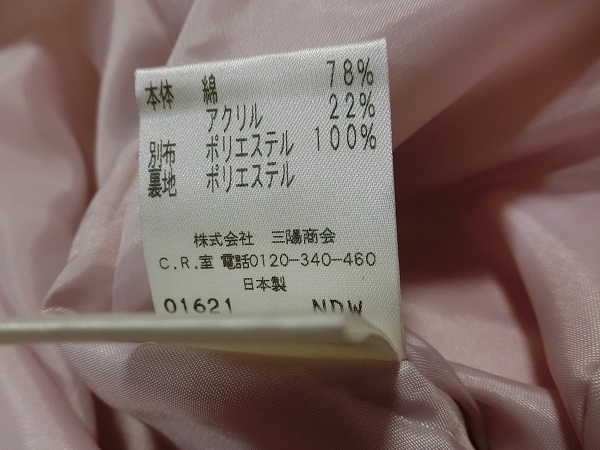 本体 綿 78%
アクリル 22%
別布 ポリエステル 100%
裏地 ポリエステル
株式会社 三陽商会
C.R.室 電話0120-340-460
日本製
01621 NDW